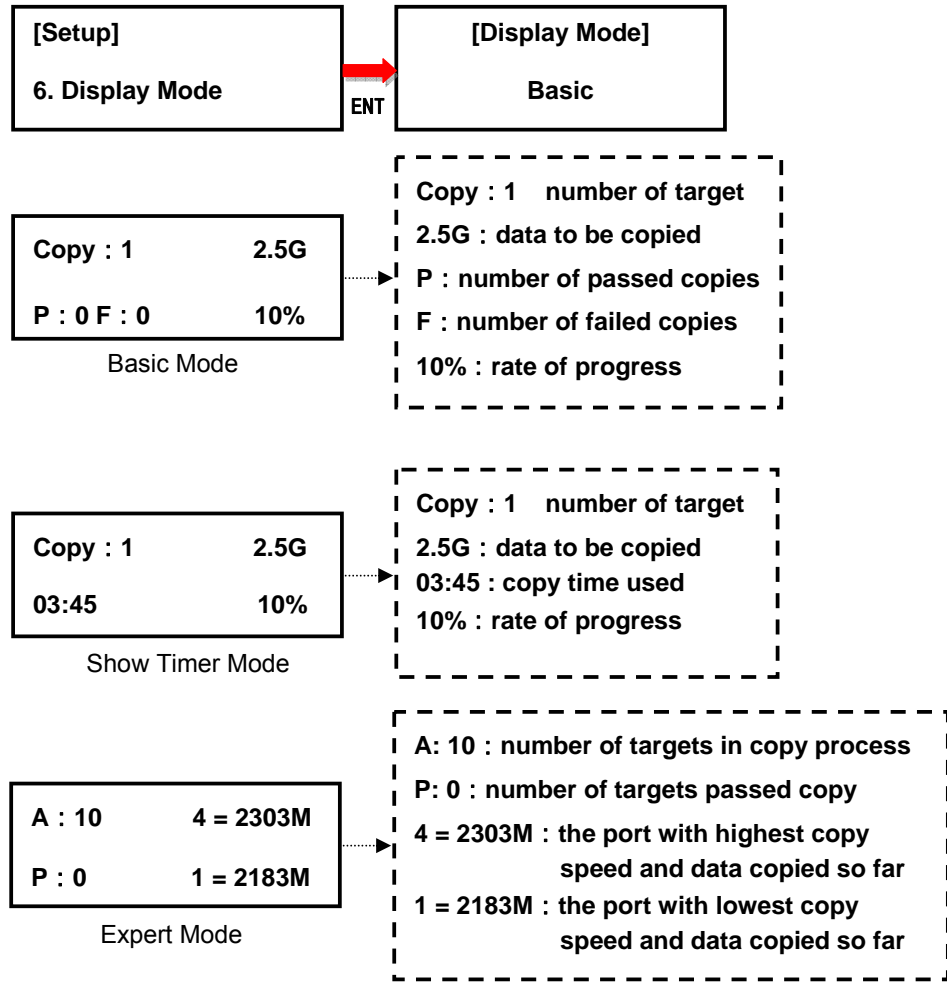 [Setup]
6. Display Mode
ENT
[Display Mode]
Basic
Copy：1 2.5G
P：0 F：0 10%
Basic Mode
Copy：1 number of target
2.5G：data to be copied
P：number of passed copies
F：number of failed copies
10%：rate of progress
Copy：1 2.5G
03:45 10%
Show Timer Mode
Copy：1 number of target
2.5G：data to be copied
03:45 : copy time used
10%：rate of progress
A：10 4 = 2303M
P：0 1 = 2183M
Expert Mode
A: 10：number of targets in copy process
P: 0：number of targets passed copy
4 = 2303M：the port with highest copy
speed and data copied so far
1 = 2183M：the port with lowest copy
speed and data copied so far